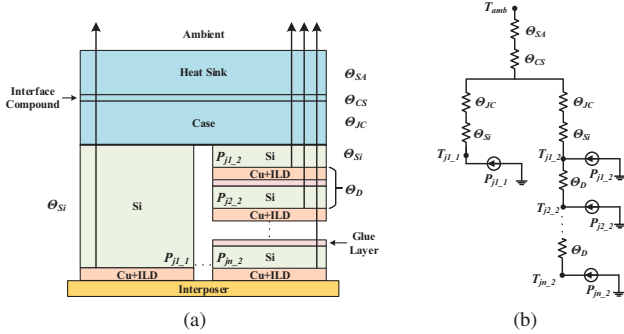 Ambient
Heat Sink
Θ_SA
Interface
Compound
Θ_CS
Case
Θ_JC
P_j1_2
Si
Θ_Si
Cu+ILD
Θ_Si
Si
P_j2_2
Si
Θ_D
Cu+ILD
Glue
Layer
P_j1_1
...
P_jn_2
Si
Cu+ILD
Cu+ILD
Interposer
(a)
T_amb
Θ_SA
Θ_CS
Θ_JC
Θ_JC
Θ_Si
Θ_Si
T_j1_1
P_j1_1
T_j1_2
P_j1_2
Θ_D
T_j2_2
P_j2_2
Θ_D
T_jn_2
P_jn_2
(b)